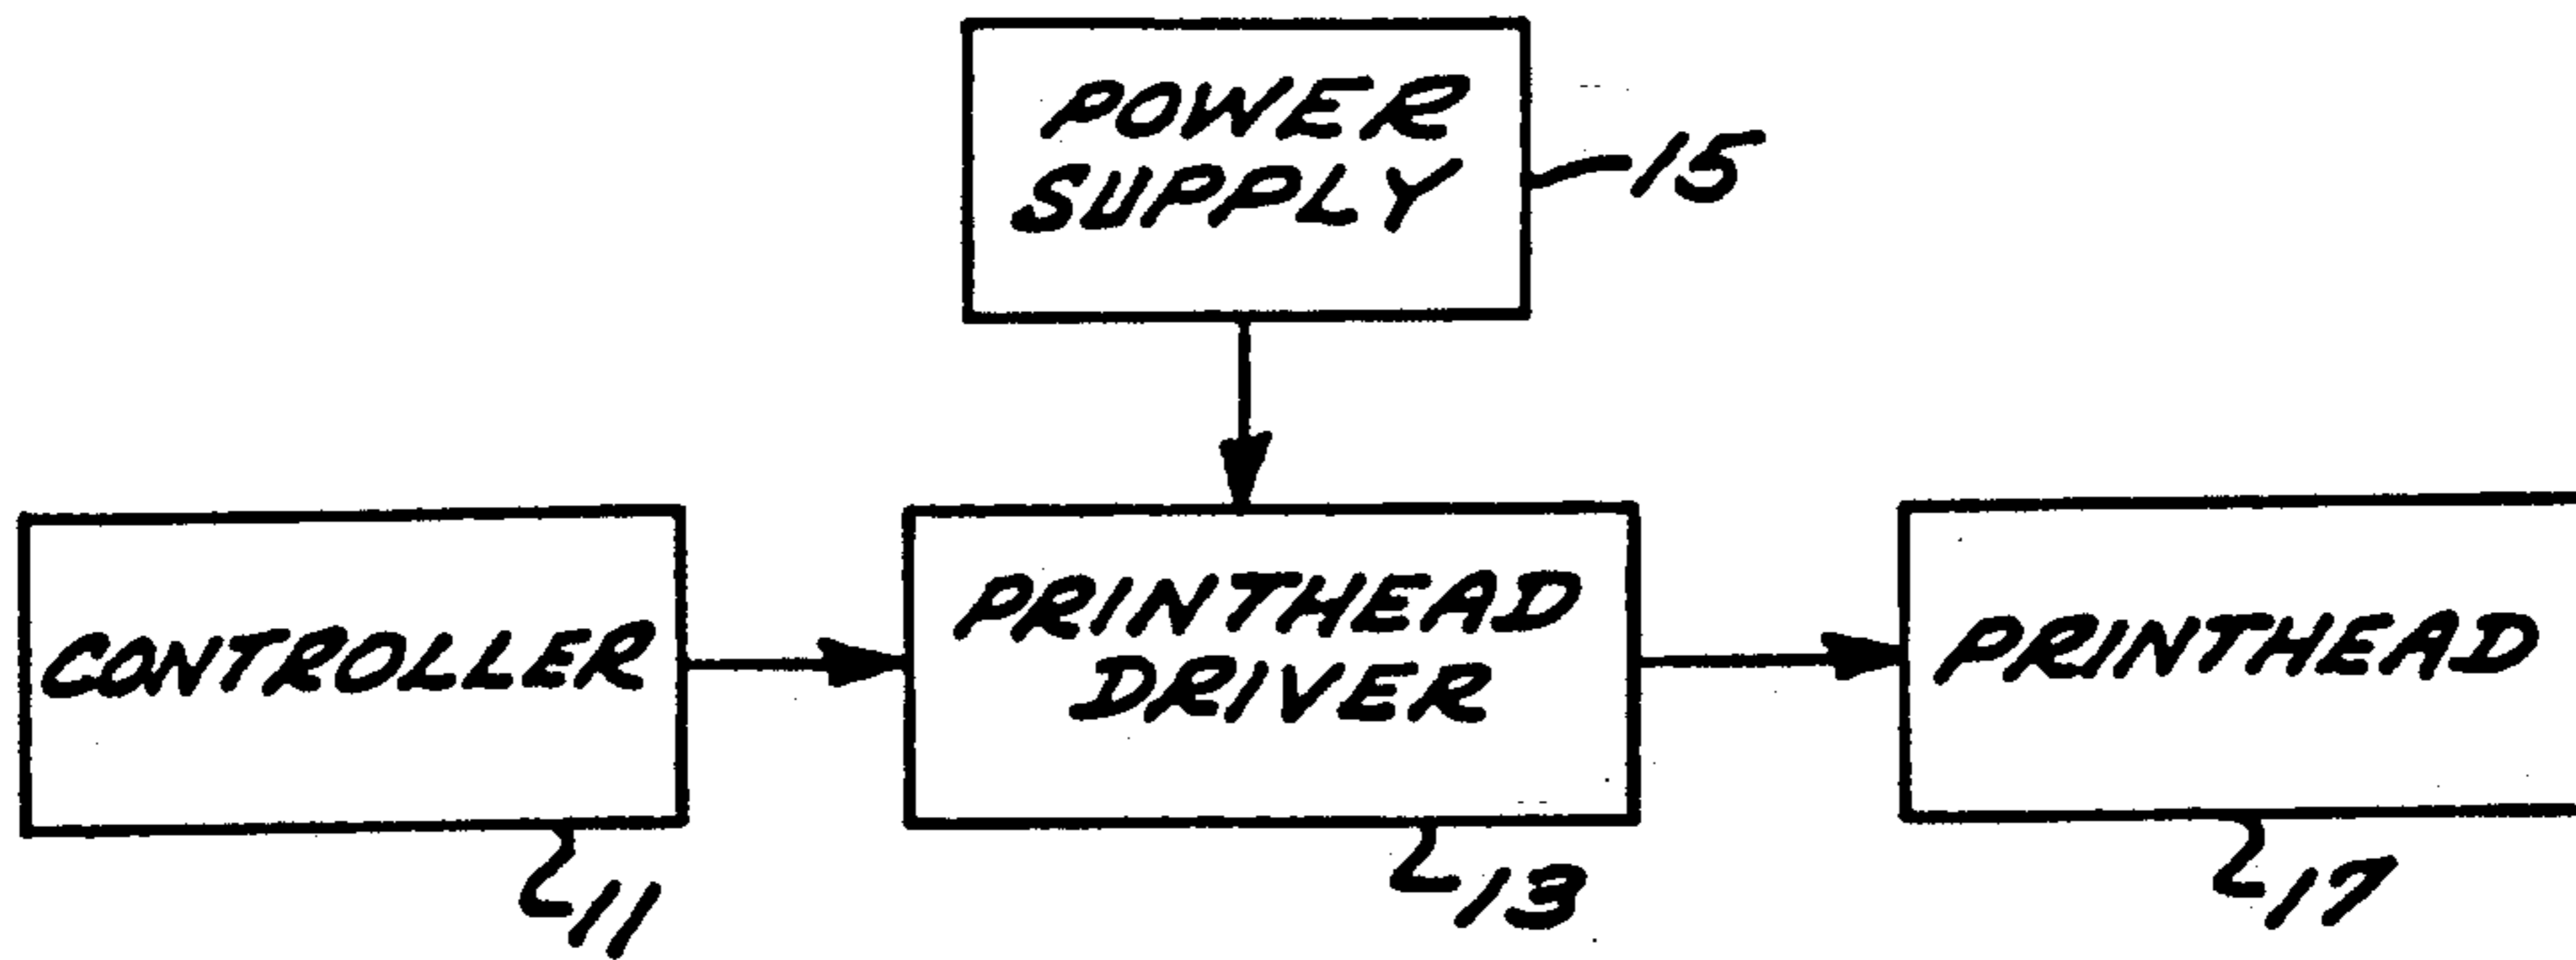 POWER
SUPPLY
15
CONTROLLER
11
PRINTHEAD
DRIVER
13
PRINTHEAD
17